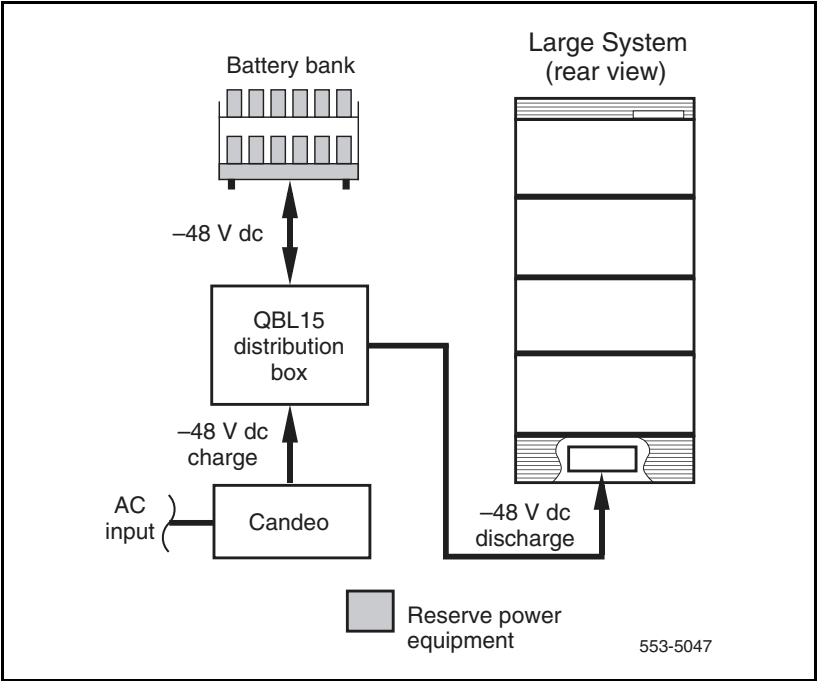 Large System
(rear view)
Battery bank
–48 V dc
QBL15
distribution
box
–48 V dc
charge
AC
input
Candeo
–48 V dc
discharge
Reserve power
equipment
553-5047